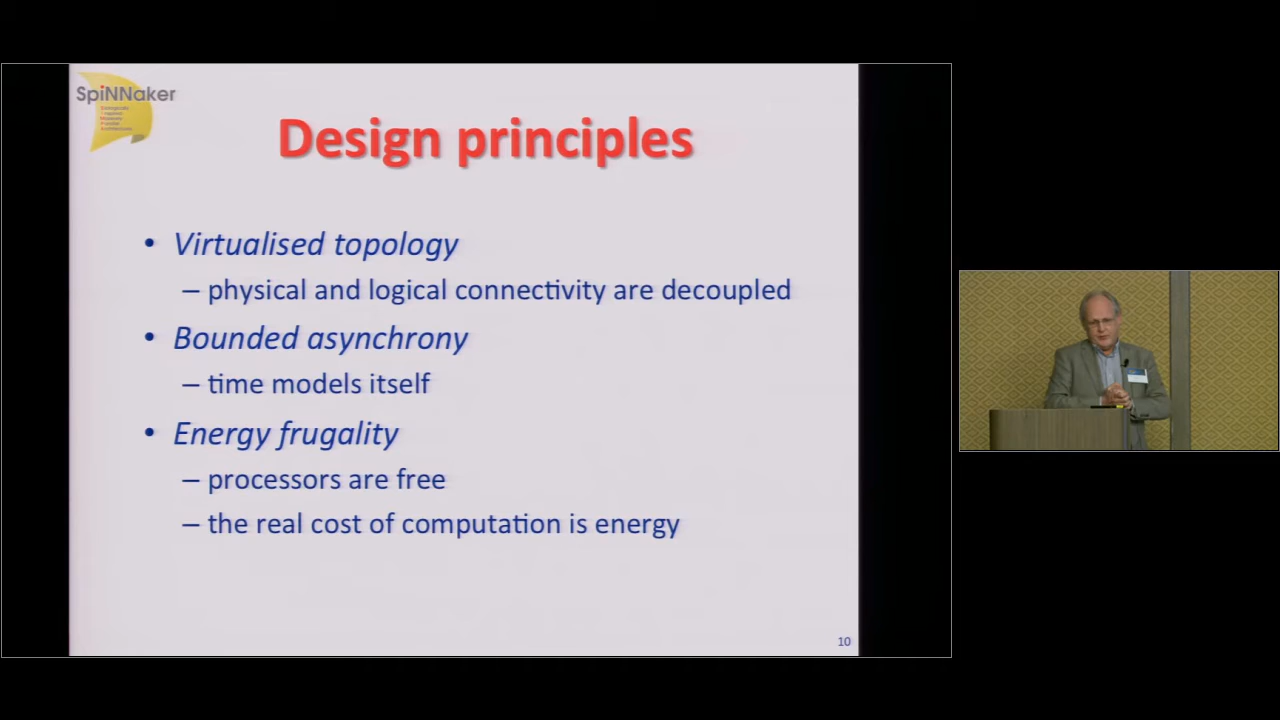 SpiNNaker
Design principles
• Virtualised topology
– physical and logical connectivity are decoupled
• Bounded asynchrony
– time models itself
• Energy frugality
– processors are free
– the real cost of computation is energy
10